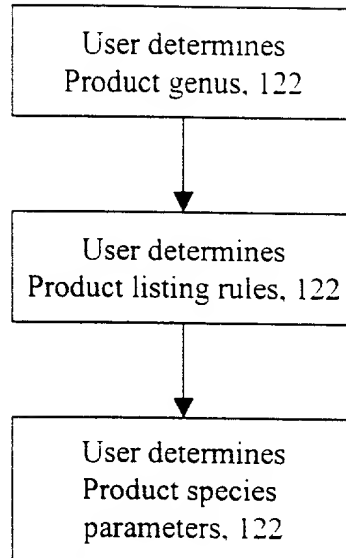 User determines
Product genus, 122
User determines
Product listing rules, 122
User determines
Product species
parameters, 122